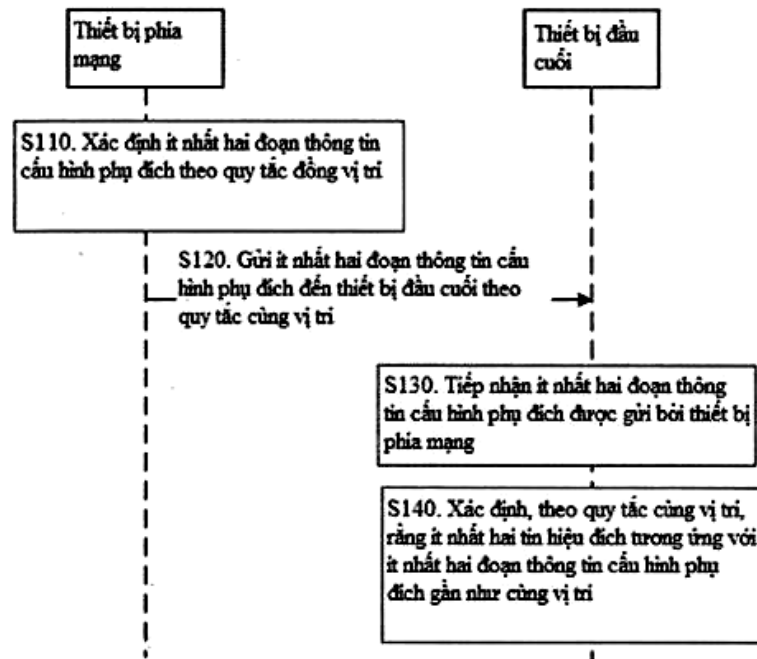 Thiết bị phía
mạng
Thiết bị đầu
cuối
S110. Xác định ít nhất hai đoạn thông tin
cấu hình phụ đích theo quy tắc đồng vị trí
S120. Gửi ít nhất hai đoạn thông tin cấu
hình phụ đích đến thiết bị đầu cuối theo
quy tắc cùng vị trí
S130. Tiếp nhận ít nhất hai đoạn thông
tin cấu hình phụ đích được gửi bởi thiết bị
phía mạng
S140. Xác định, theo quy tắc cùng vị trí,
rằng ít nhất hai tín hiệu đích tương ứng với
ít nhất hai đoạn thông tin cấu hình phụ
đích gần như cùng vị trí